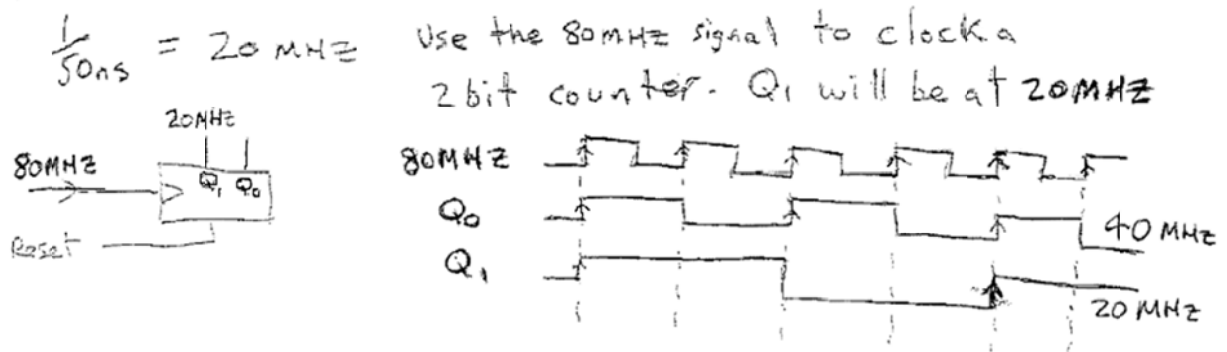 1/50ns = 20 MHZ
Use the 80MHZ signal to clock a
2 bit counter. Q1 will be at 20MHZ
20MHZ
80MHZ
Q1 Q0
Reset
80MHZ
Q0
40 MHZ
Q1
20 MHZ